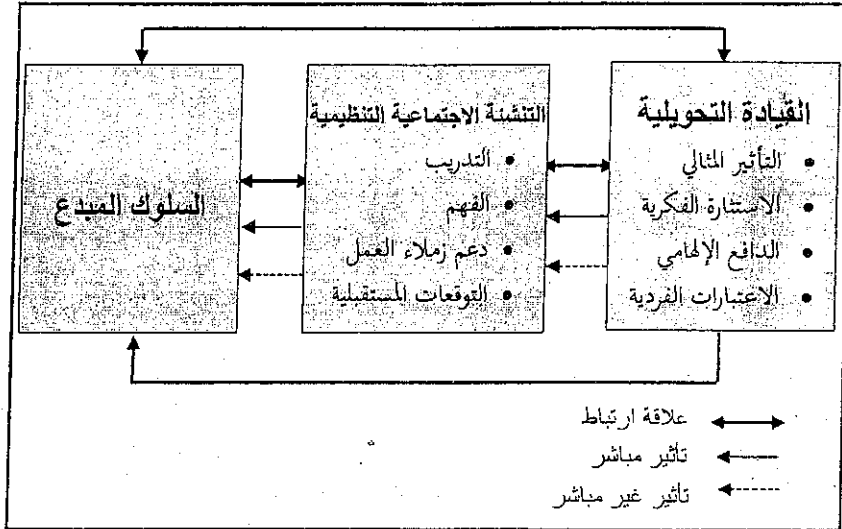 القيادة التحويلية
• التأثير المثالي
• الاستثارة الفكرية
• الدافع الإلهامي
• الاعتبارات الفردية
التنشئة الاجتماعية التنظيمية
• التدريب
• الفهم
• دعم زملاء العمل
• التوقعات المستقبلية
السلوك المبدع
علاقة ارتباط
تأثير مباشر
تأثير غير مباشر